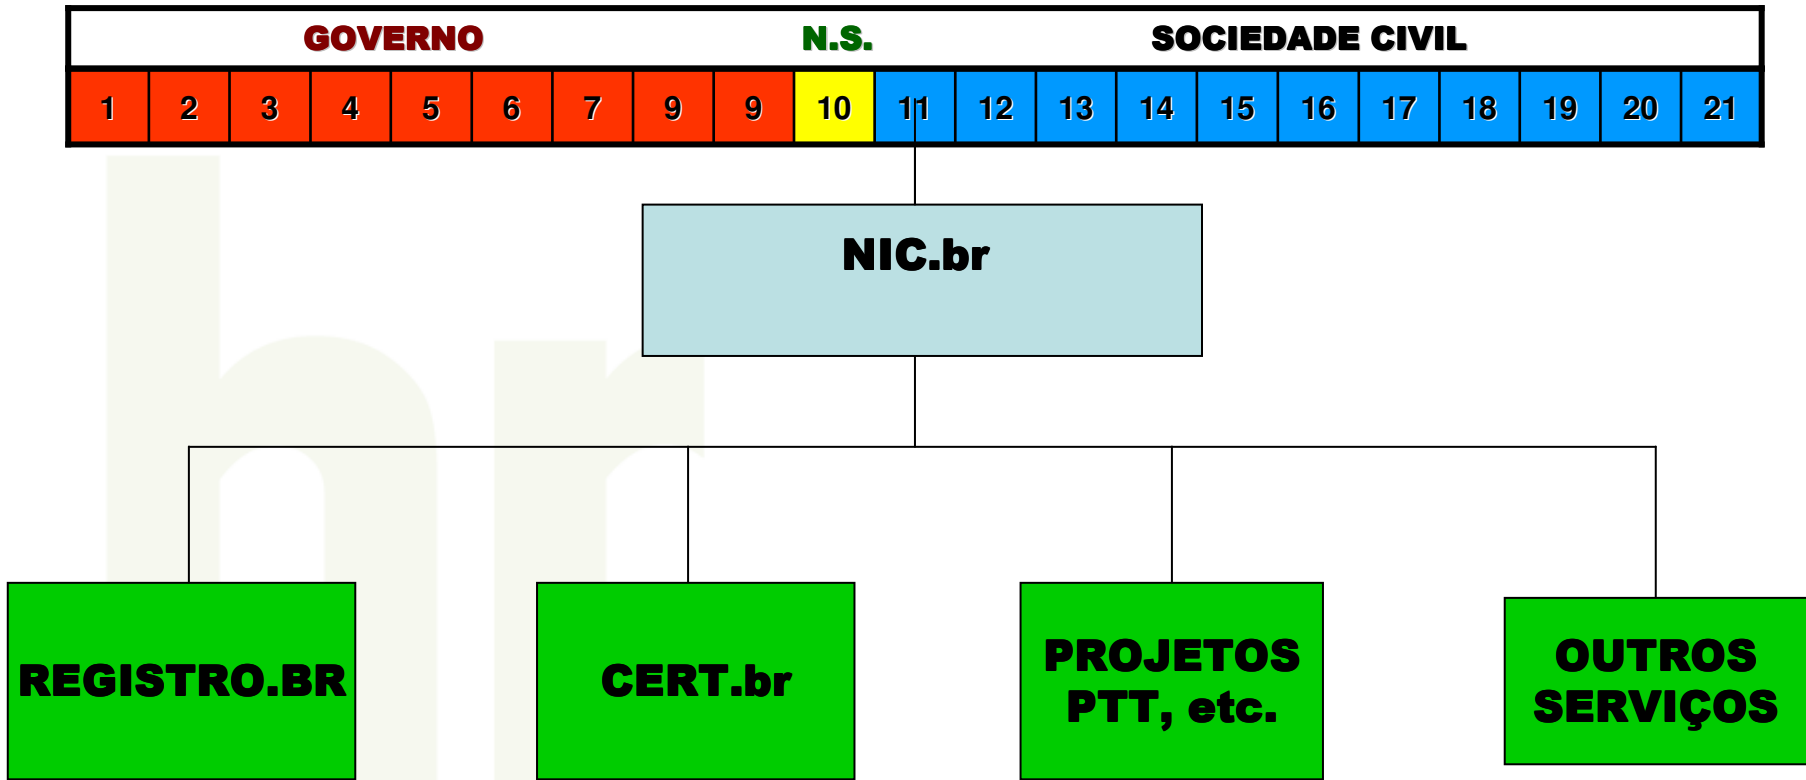 GOVERNO N.S. SOCIEDADE CIVIL
1 2 3 4 5 6 7 9 9 10 11 12 13 14 15 16 17 18 19 20 21
NIC.br
REGISTRO.BR
CERT.br
PROJETOS
PTT, etc.
OUTROS
SERVIÇOS